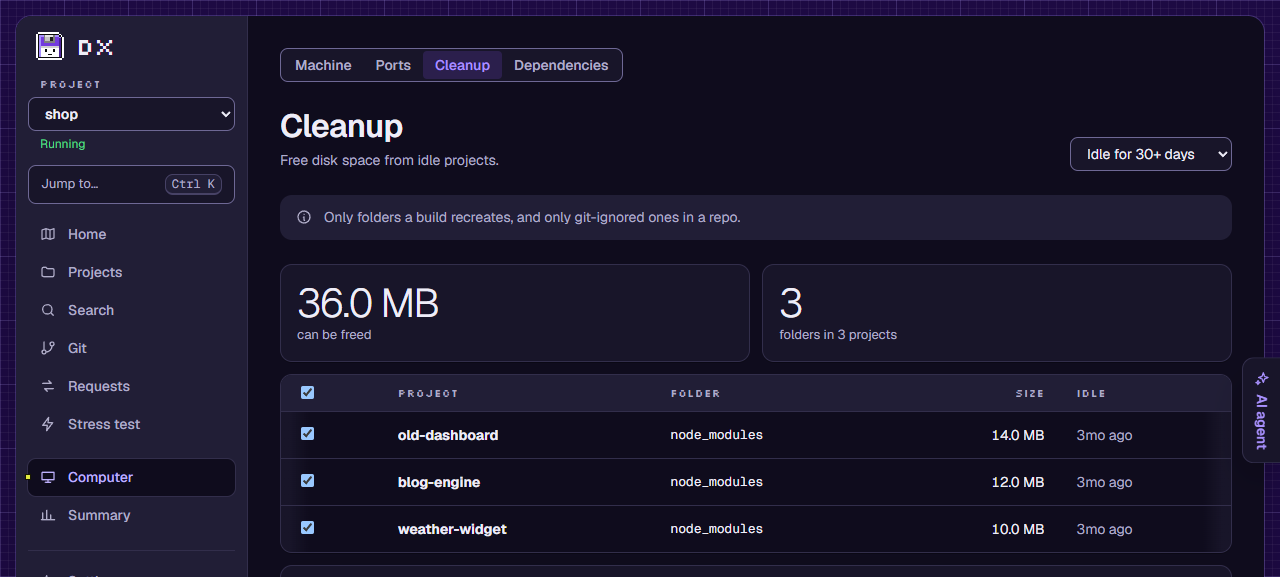 DX
PROJECT
shop
Running
Jump to... Ctrl K
Home
Projects
Search
Git
Requests
Stress test
Computer
Summary
Machine Ports Cleanup Dependencies
Cleanup
Free disk space from idle projects.
Idle for 30+ days
Only folders a build recreates, and only git-ignored ones in a repo.
36.0 MB
can be freed
3
folders in 3 projects
PROJECT FOLDER SIZE IDLE
old-dashboard node_modules 14.0 MB 3mo ago
blog-engine node_modules 12.0 MB 3mo ago
weather-widget node_modules 10.0 MB 3mo ago
AI agent